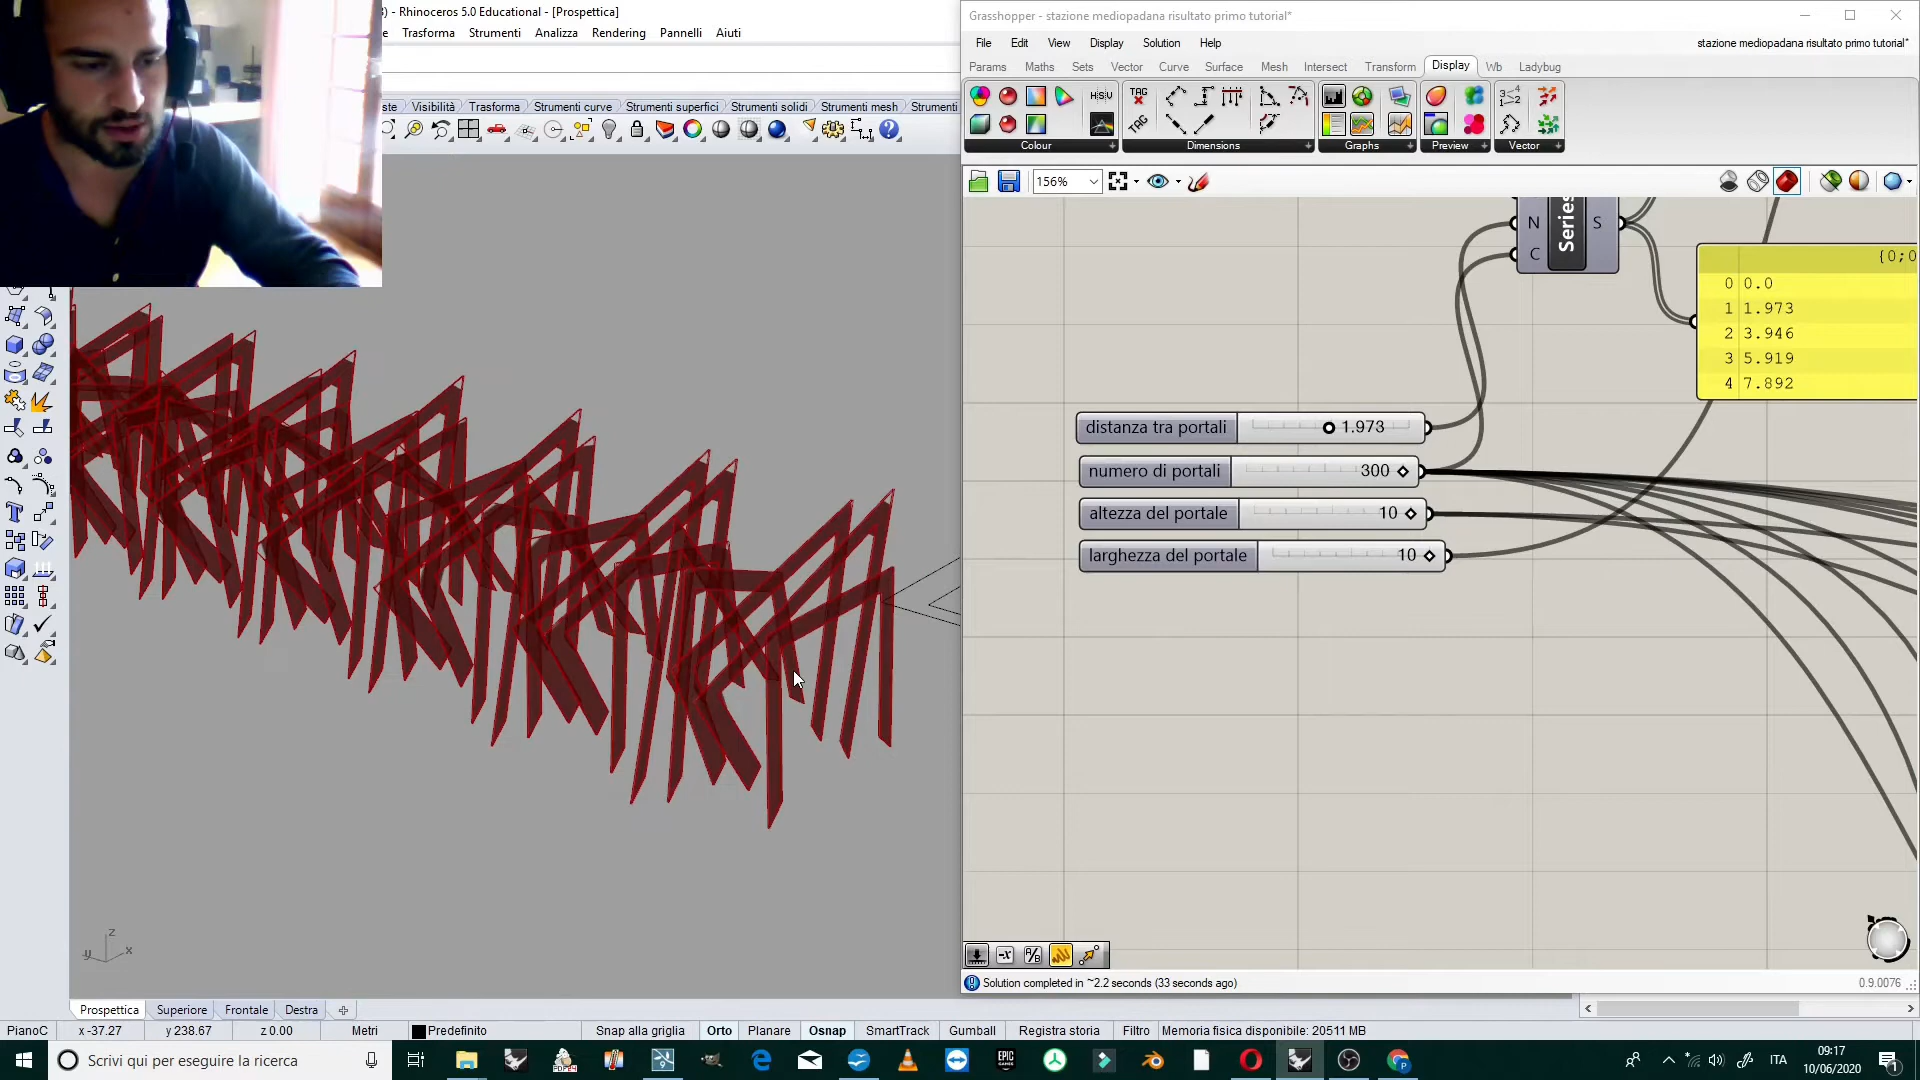 ) - Rhinoceros 5.0 Educational - [Prospettica]
e Trasforma Strumenti Analizza Rendering Pannelli Aiuti
ste Visibilità Trasforma Strumenti curve Strumenti superfici Strumenti solidi Strumenti mesh Strumenti
Grasshopper - stazione mediopadana risultato primo tutorial*
File Edit View Display Solution Help
stazione mediopadana risultato primo tutorial*
Params Maths Sets Vector Curve Surface Mesh Intersect Transform Display Wb Ladybug
Colour Dimensions Graphs Preview Vector
156%
N
C
Series
S
{0;0
0 0.0
1 1.973
2 3.946
3 5.919
4 7.892
distanza tra portali 1.973
numero di portali 300
altezza del portale 10
larghezza del portale 10
z
y x
Solution completed in ~2.2 seconds (33 seconds ago)
0.9.0076
Prospettica Superiore Frontale Destra
PianoC x -37.27 y 238.67 z 0.00 Metri Predefinito Snap alla griglia Orto Planare Osnap SmartTrack Gumball Registra storia Filtro Memoria fisica disponibile: 20511 MB
Scrivi qui per eseguire la ricerca
ITA
09:17
10/06/2020
1